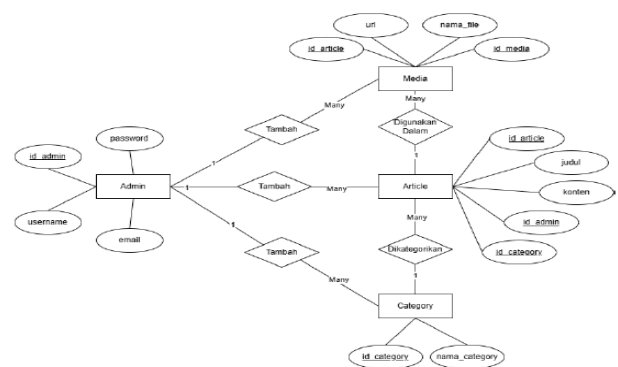 url
nama_file
id_article
id_media
Media
Many
Many
Tambah
Digunakan
Dalam
password
id_article
1
1
judul
id_admin
Admin
1
Tambah
Many
Article
konten
username
1
Many
id_admin
email
Tambah
Dikategorikan
id_category
Many
1
Category
id_category
nama_category